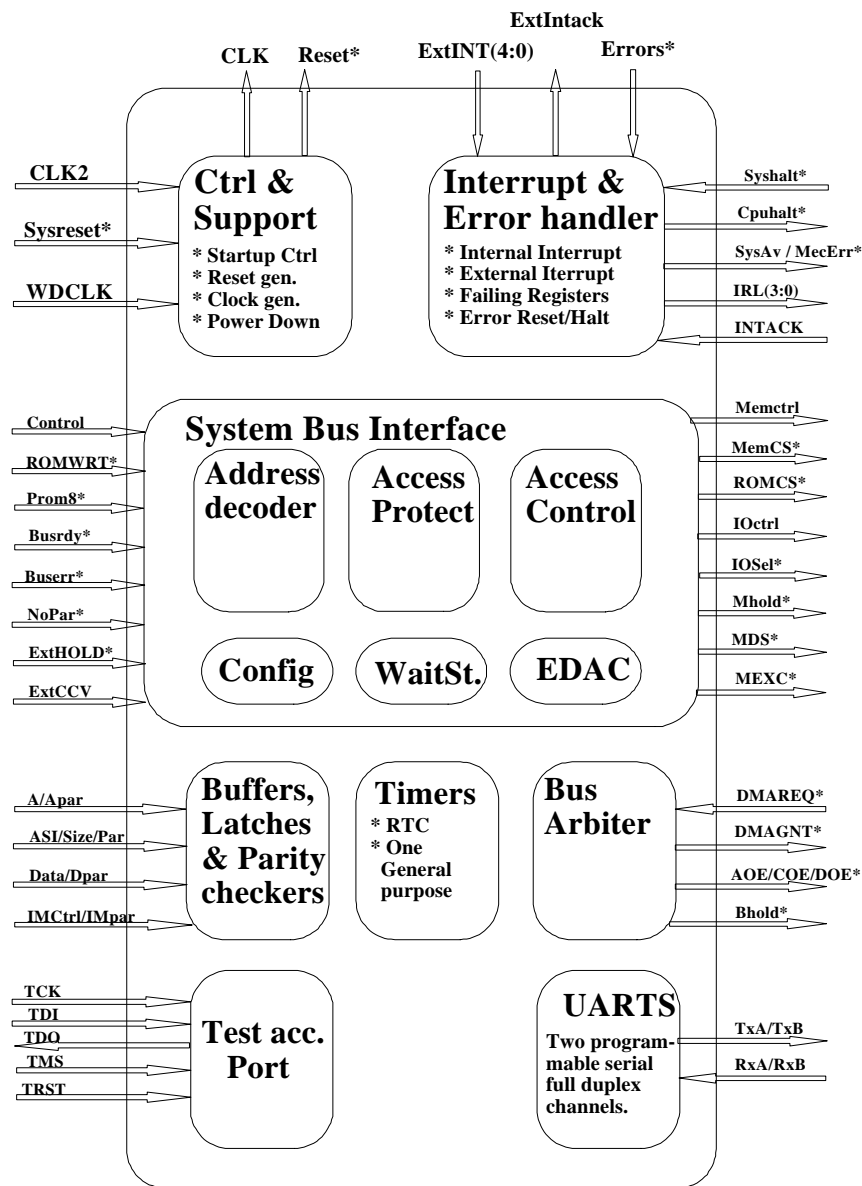 ExtIntack
CLK
Reset*
ExtINT(4:0)
Errors*
CLK2
Sysreset*
WDCLK
Ctrl &
Support
* Startup Ctrl
* Reset gen.
* Clock gen.
* Power Down
Interrupt &
Error handler
* Internal Interrupt
* External Iterrupt
* Failing Registers
* Error Reset/Halt
Syshalt*
Cpuhalt*
SysAv / MecErr*
IRL(3:0)
INTACK
Control
ROMWRT*
Prom8*
Busrdy*
Buserr*
NoPar*
ExtHOLD*
ExtCCV
System Bus Interface
Address
decoder
Access
Protect
Access
Control
Config
WaitSt.
EDAC
Memctrl
MemCS*
ROMCS*
IOctrl
IOSel*
Mhold*
MDS*
MEXC*
A/Apar
ASI/Size/Par
Data/Dpar
IMCtrl/IMpar
Buffers,
Latches
& Parity
checkers
Timers
* RTC
* One
General
purpose
Bus
Arbiter
DMAREQ*
DMAGNT*
AOE/COE/DOE*
Bhold*
TCK
TDI
TDO
TMS
TRST
Test acc.
Port
UARTS
Two program-
mable serial
full duplex
channels.
TxA/TxB
RxA/RxB